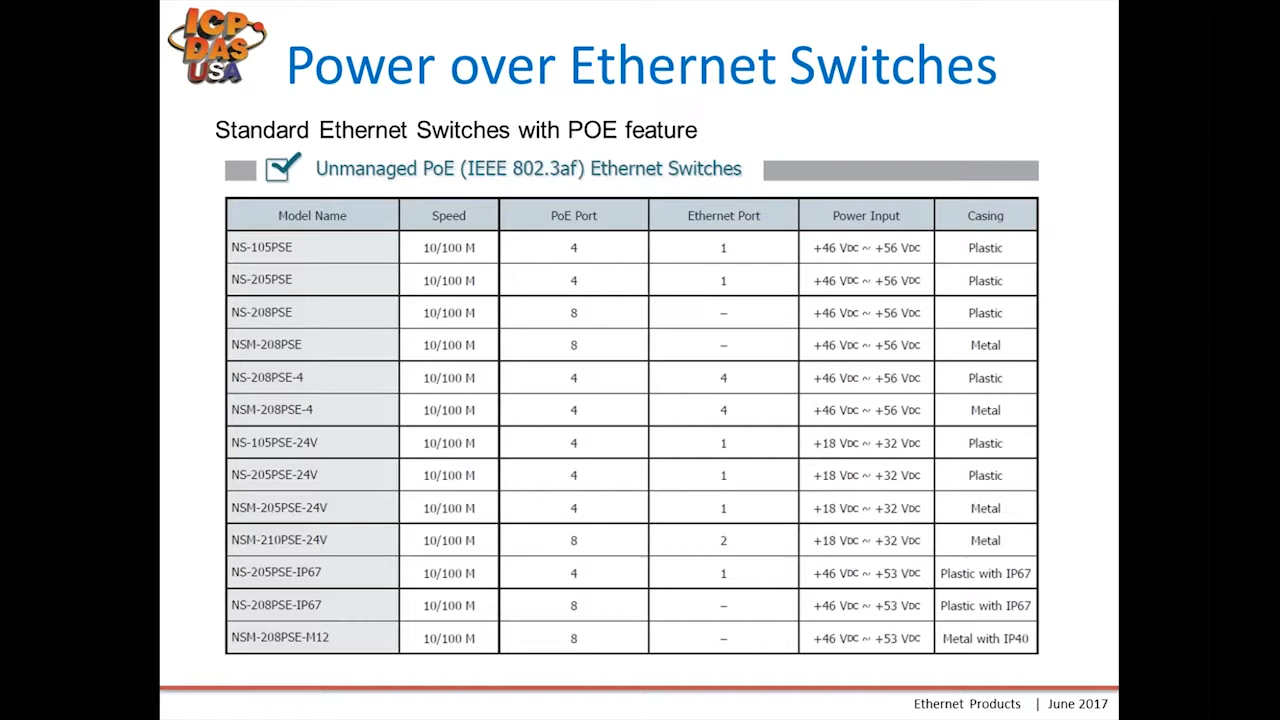 ICP
DAS
USA
Power over Ethernet Switches
Standard Ethernet Switches with POE feature
Unmanaged PoE (IEEE 802.3af) Ethernet Switches
Model Name Speed PoE Port Ethernet Port Power Input Casing
NS-105PSE 10/100 M 4 1 +46 VDC ~ +56 VDC Plastic
NS-205PSE 10/100 M 4 1 +46 VDC ~ +56 VDC Plastic
NS-208PSE 10/100 M 8 – +46 VDC ~ +56 VDC Plastic
NSM-208PSE 10/100 M 8 – +46 VDC ~ +56 VDC Metal
NS-208PSE-4 10/100 M 4 4 +46 VDC ~ +56 VDC Plastic
NSM-208PSE-4 10/100 M 4 4 +46 VDC ~ +56 VDC Metal
NS-105PSE-24V 10/100 M 4 1 +18 VDC ~ +32 VDC Plastic
NS-205PSE-24V 10/100 M 4 1 +18 VDC ~ +32 VDC Plastic
NSM-205PSE-24V 10/100 M 4 1 +18 VDC ~ +32 VDC Metal
NSM-210PSE-24V 10/100 M 8 2 +18 VDC ~ +32 VDC Metal
NS-205PSE-IP67 10/100 M 4 1 +46 VDC ~ +53 VDC Plastic with IP67
NS-208PSE-IP67 10/100 M 8 – +46 VDC ~ +53 VDC Plastic with IP67
NSM-208PSE-M12 10/100 M 8 – +46 VDC ~ +53 VDC Metal with IP40
Ethernet Products | June 2017